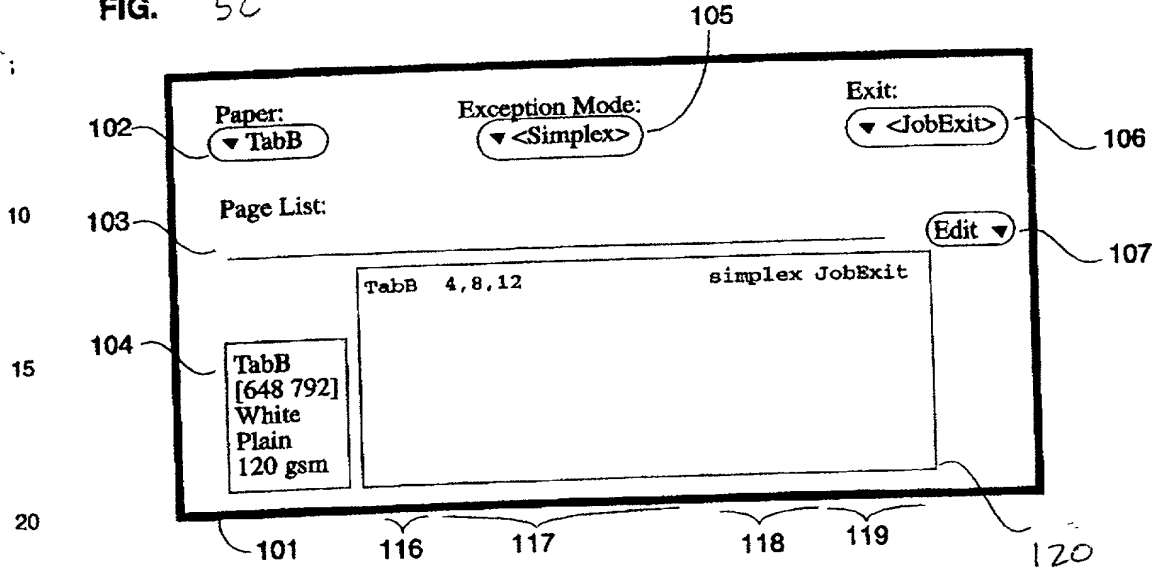 FIG. 5C
105
Paper:
Exception Mode:
Exit:
102
▼ TabB
▼ <Simplex>
▼ <JobExit>
106
10
103
Page List:
Edit ▼
107
TabB 4,8,12 simplex JobExit
104
15
TabB
[648 792]
White
Plain
120 gsm
20
101
116
117
118
119
120